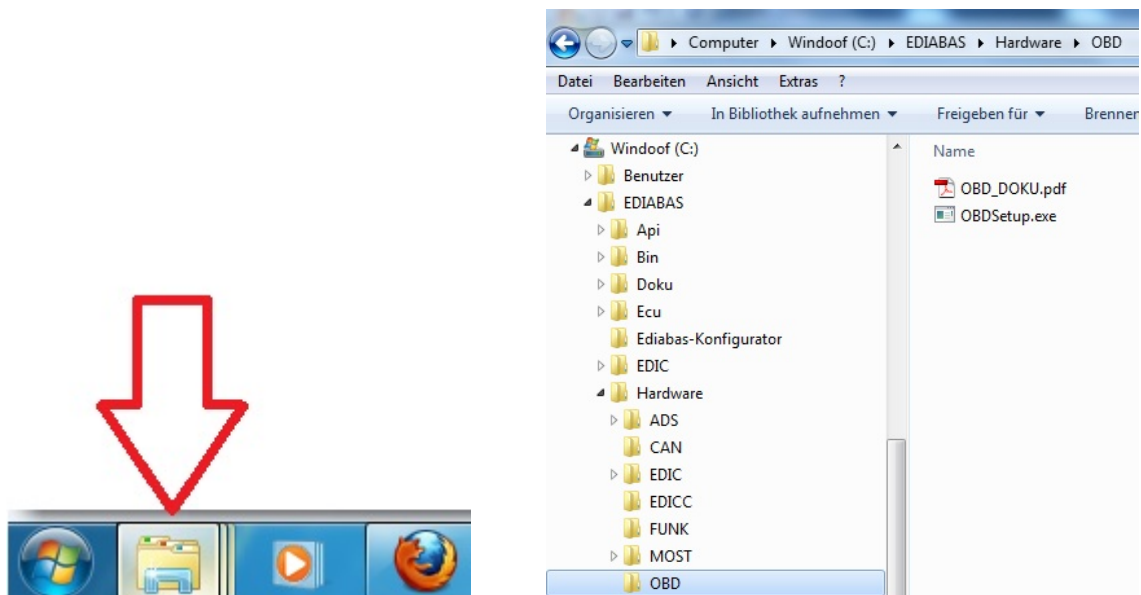 Computer ▸ Windoof (C:) ▸ EDIABAS ▸ Hardware ▸ OBD
Datei Bearbeiten Ansicht Extras ?
Organisieren In Bibliothek aufnehmen Freigeben für Brennen
Windoof (C:)
Name
Benutzer
OBD_DOKU.pdf
EDIABAS
OBDSetup.exe
Api
Bin
Doku
Ecu
Ediabas-Konfigurator
EDIC
Hardware
ADS
CAN
EDIC
EDICC
FUNK
MOST
OBD